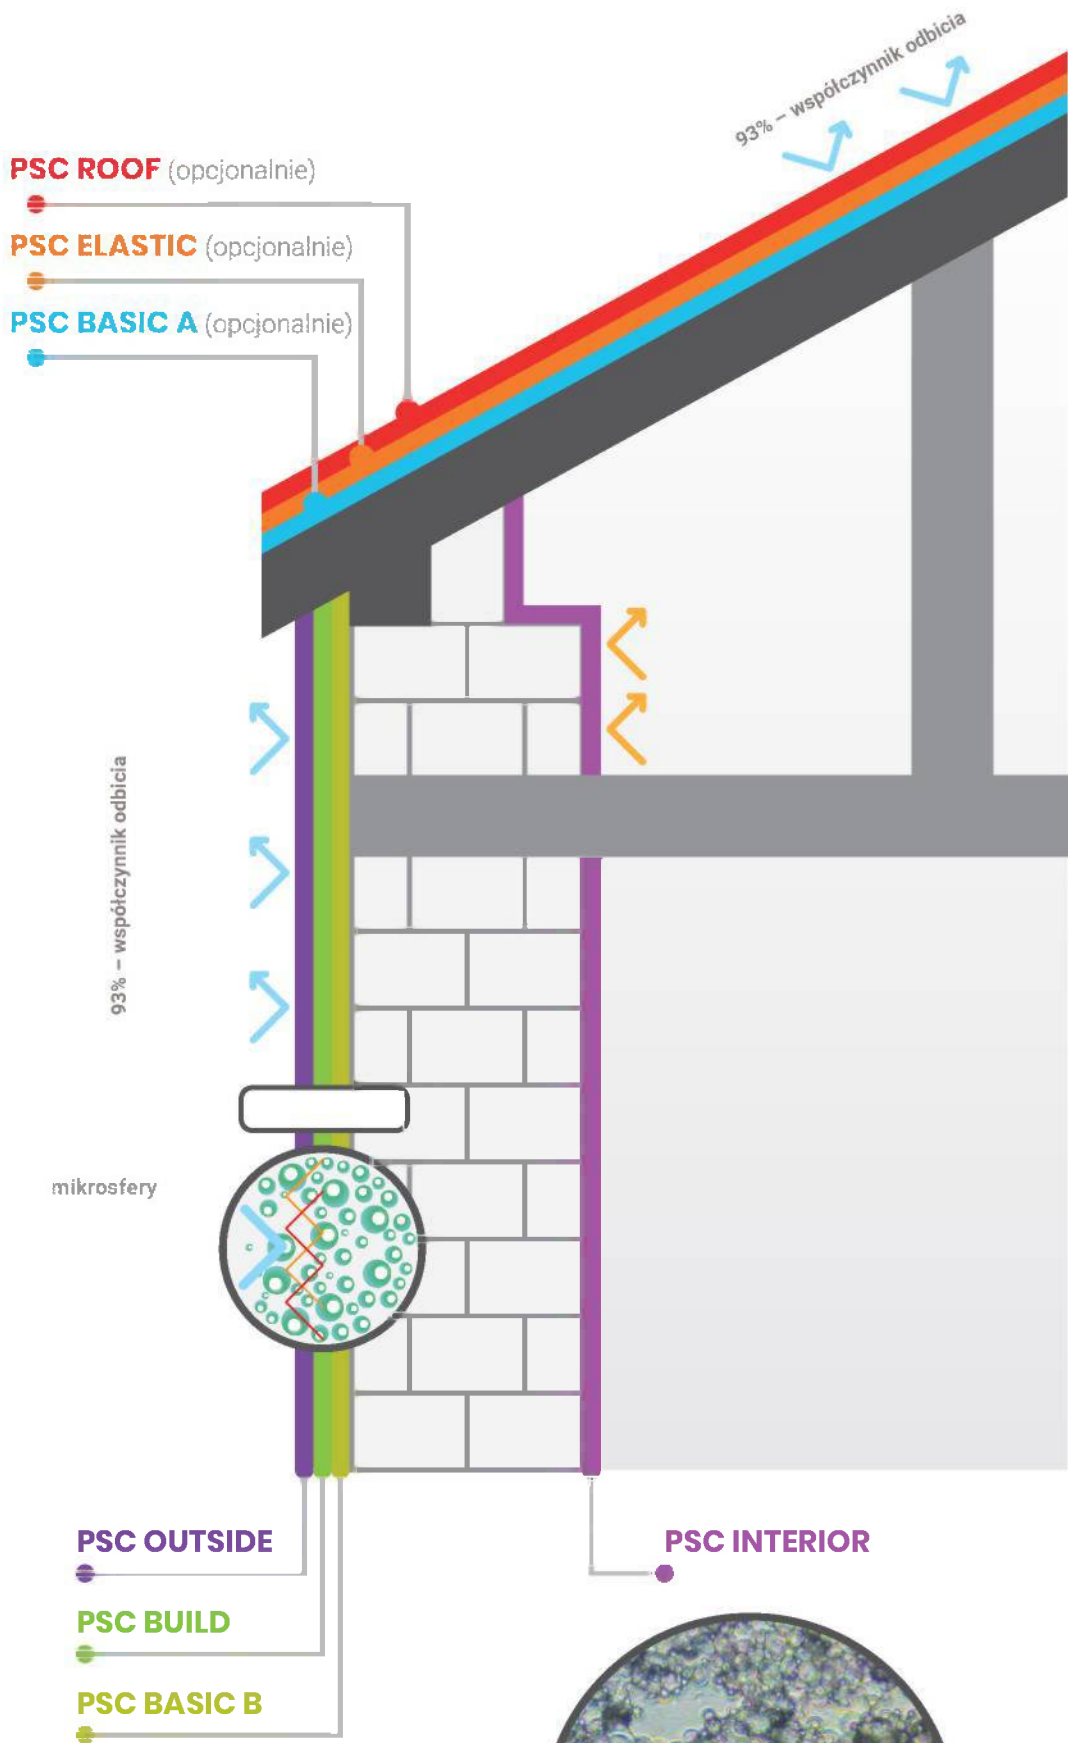 93% – współczynnik odbicia
PSC ROOF (opcjonalnie)
PSC ELASTIC (opcjonalnie)
PSC BASIC A (opcjonalnie)
93% – współczynnik odbicia
mikrosfery
PSC OUTSIDE
PSC INTERIOR
PSC BUILD
PSC BASIC B